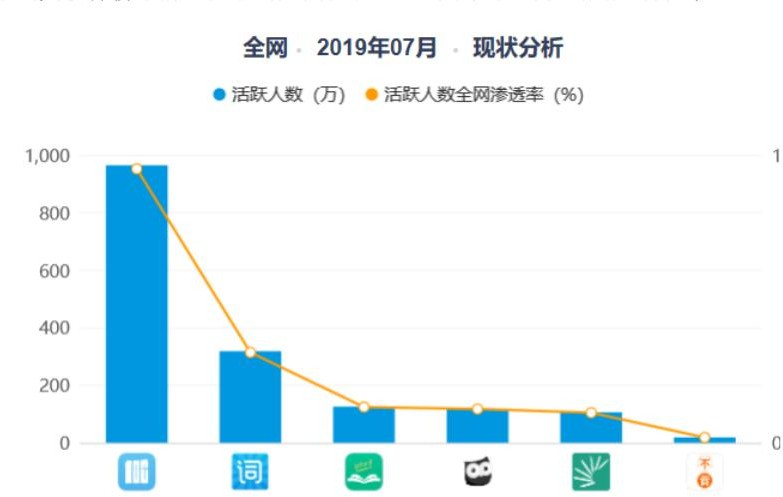 全网 · 2019年07月 · 现状分析
活跃人数 (万) 活跃人数全网渗透率 (%)
1,000 1
800
600
400
200
0 0
词
不
背